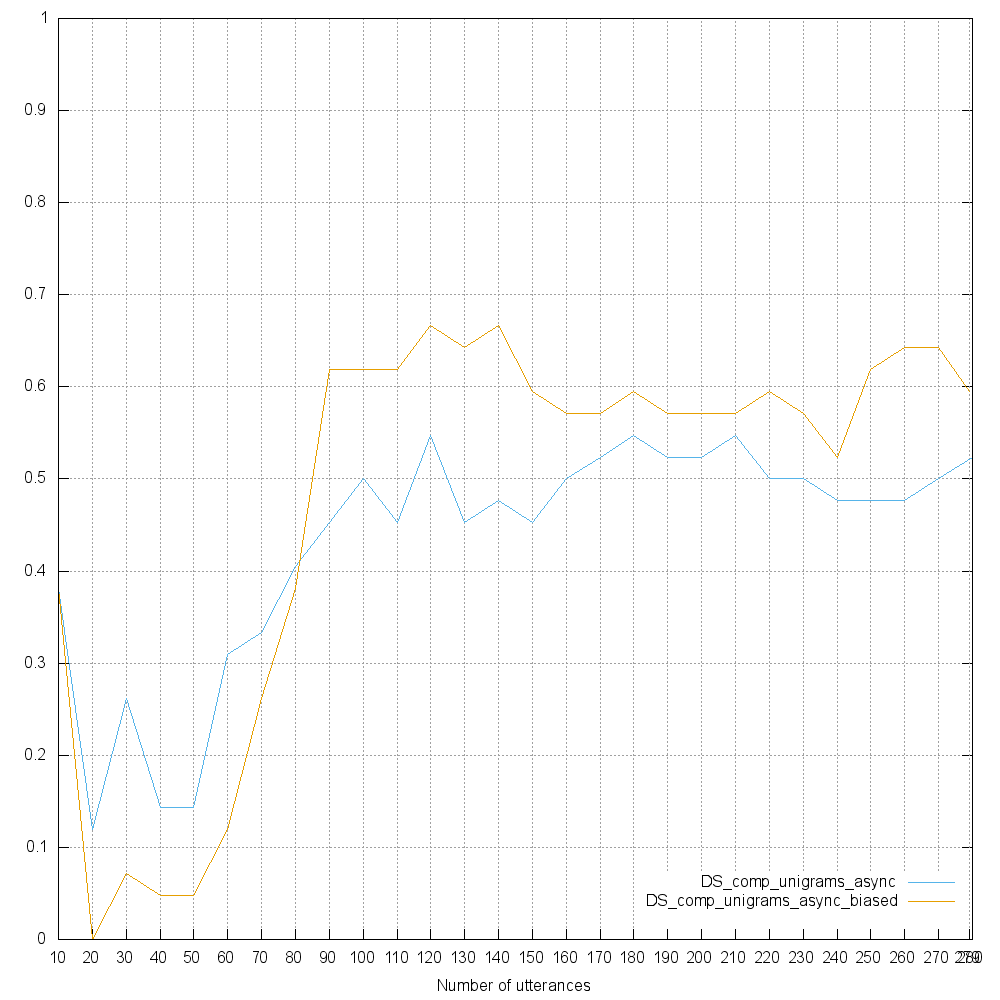 1
0.9
0.8
0.7
0.6
0.5
0.4
0.3
0.2
0.1
0
DS_comp_unigrams_async
DS_comp_unigrams_async_biased
10 20 30 40 50 60 70 80 90 100 110 120 130 140 150 160 170 180 190 200 210 220 230 240 250 260 270 280 279
Number of utterances